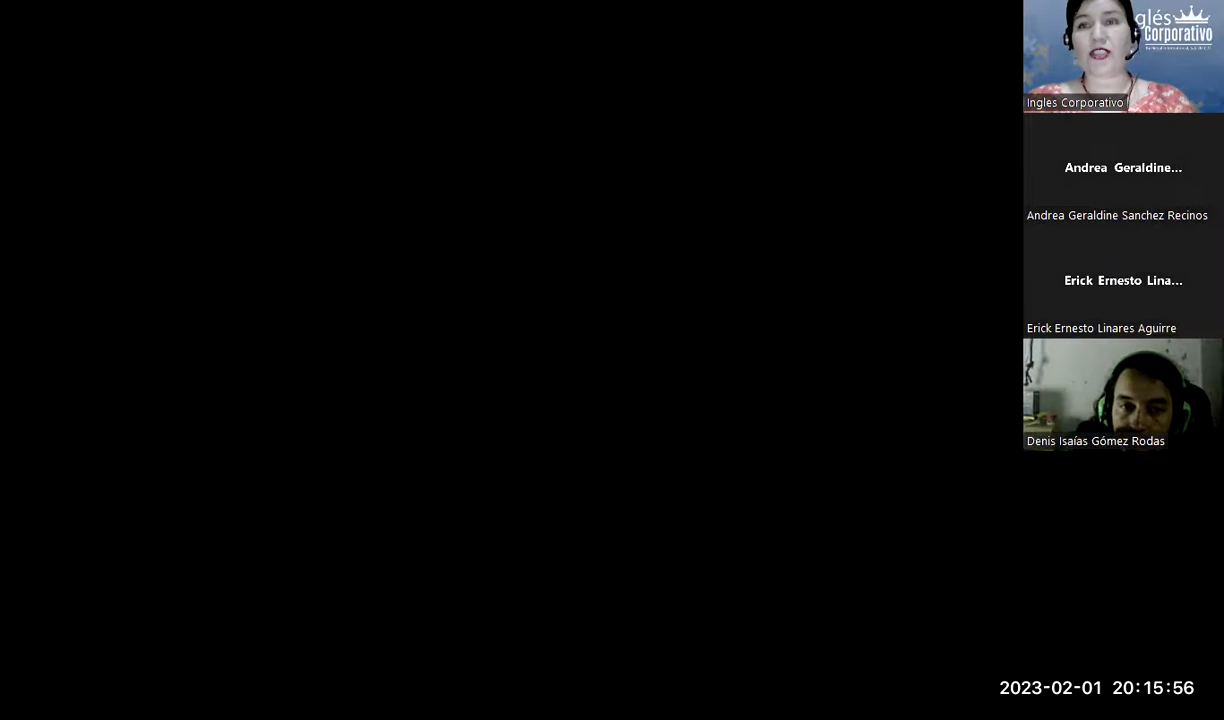 glés
Corporativo
Ingles Corporativo
Andrea Geraldine...
Andrea Geraldine Sanchez Recinos
Erick Ernesto Lina...
Erick Ernesto Linares Aguirre
Denis Isaías Gómez Rodas
2023-02-01 20:15:56